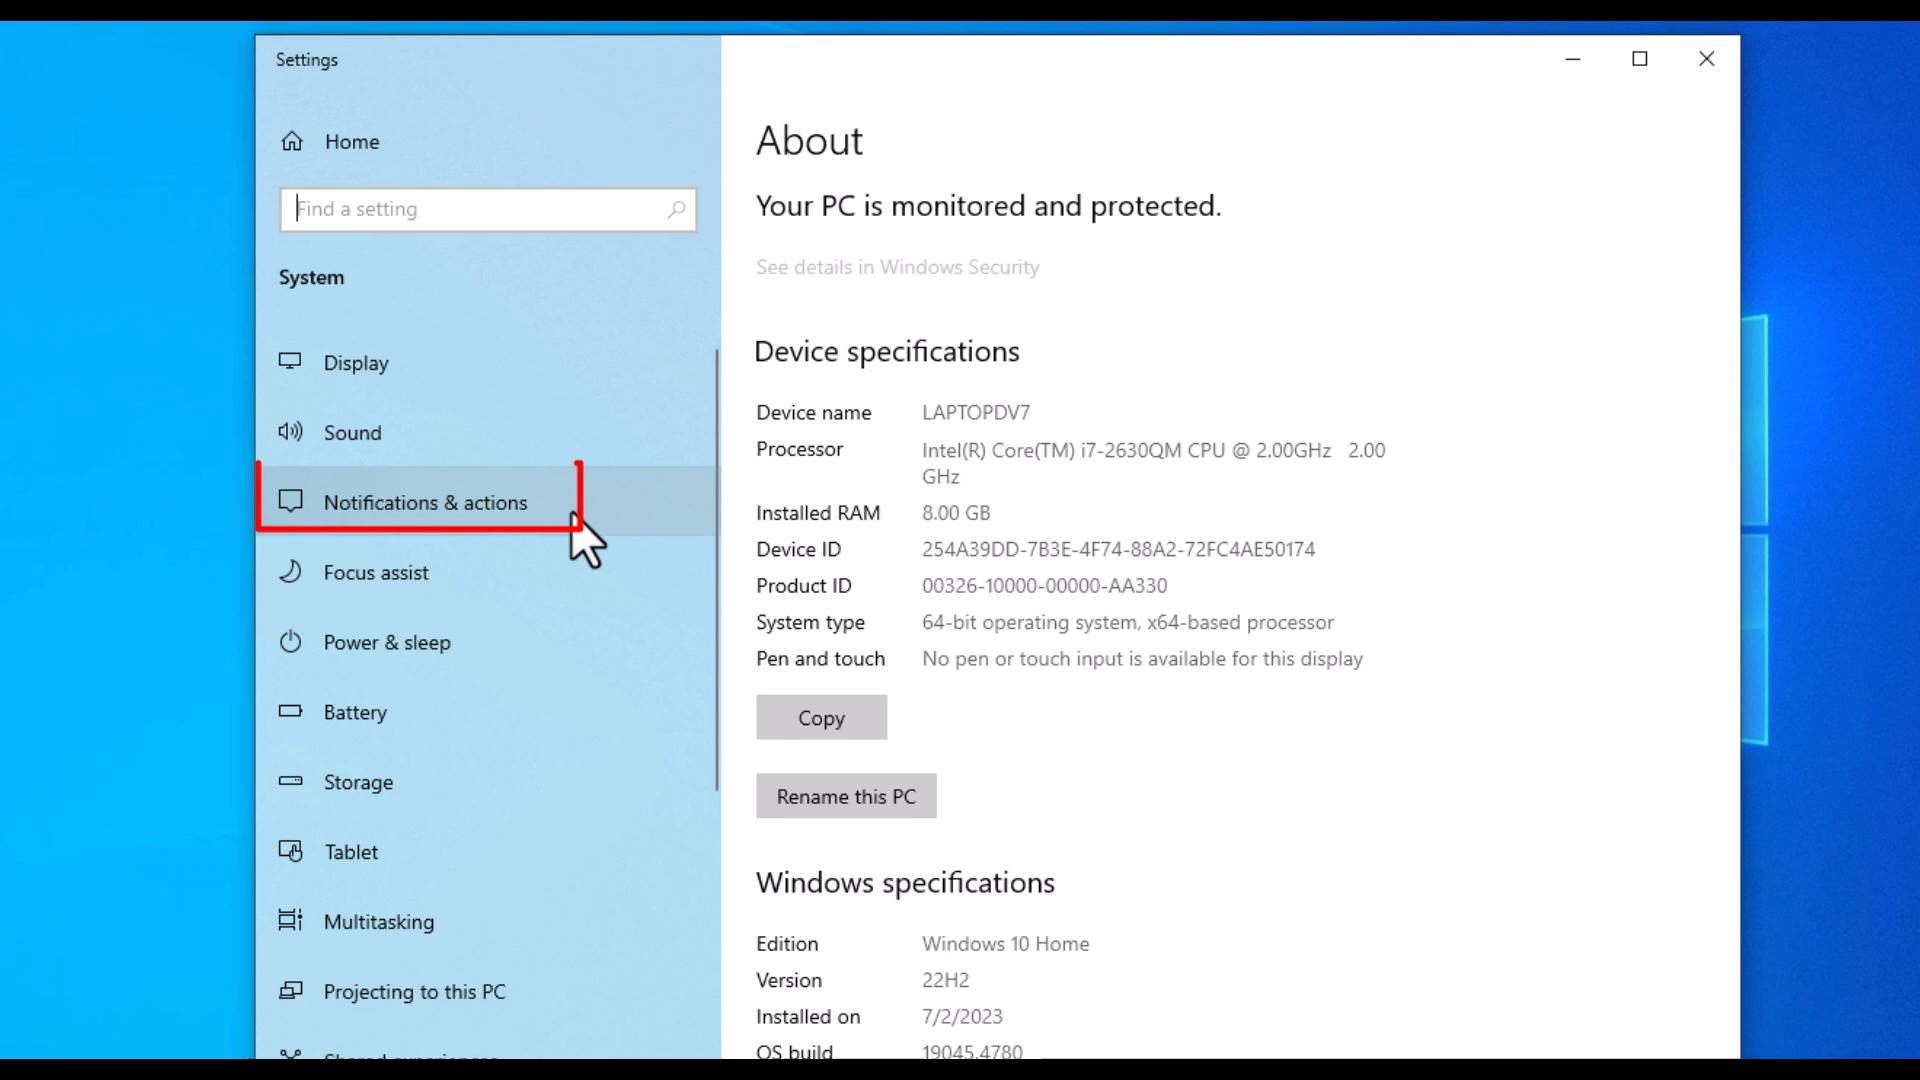 Settings
Home
Find a setting
System
Display
Sound
Notifications & actions
Focus assist
Power & sleep
Battery
Storage
Tablet
Multitasking
Projecting to this PC
Shared experiences
About
Your PC is monitored and protected.
See details in Windows Security
Device specifications
Device name LAPTOPDV7
Processor Intel(R) Core(TM) i7-2630QM CPU @ 2.00GHz 2.00
GHz
Installed RAM 8.00 GB
Device ID 254A39DD-7B3E-4F74-88A2-72FC4AE50174
Product ID 00326-10000-00000-AA330
System type 64-bit operating system, x64-based processor
Pen and touch No pen or touch input is available for this display
Copy
Rename this PC
Windows specifications
Edition Windows 10 Home
Version 22H2
Installed on 7/2/2023
OS build 19045.4780